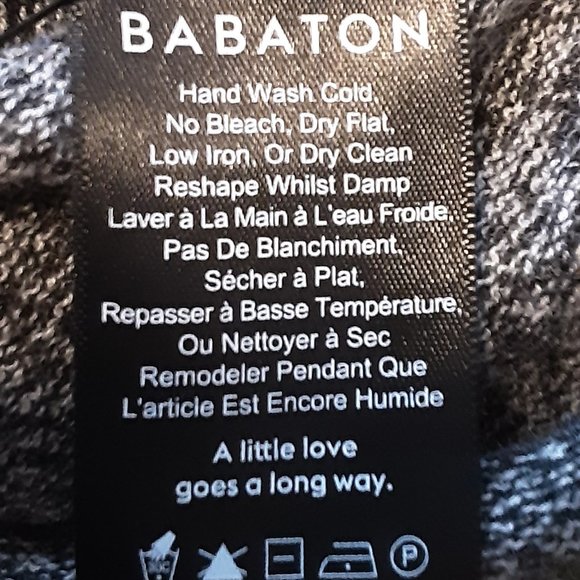 BABATON
Hand Wash Cold,
No Bleach, Dry Flat,
Low Iron, Or Dry Clean
Reshape Whilst Damp
Laver à La Main à L'eau Froide,
Pas De Blanchiment,
Sécher à Plat,
Repasser à Basse Température,
Ou Nettoyer à Sec
Remodeler Pendant Que
L'article Est Encore Humide
A little love
goes a long way.
P